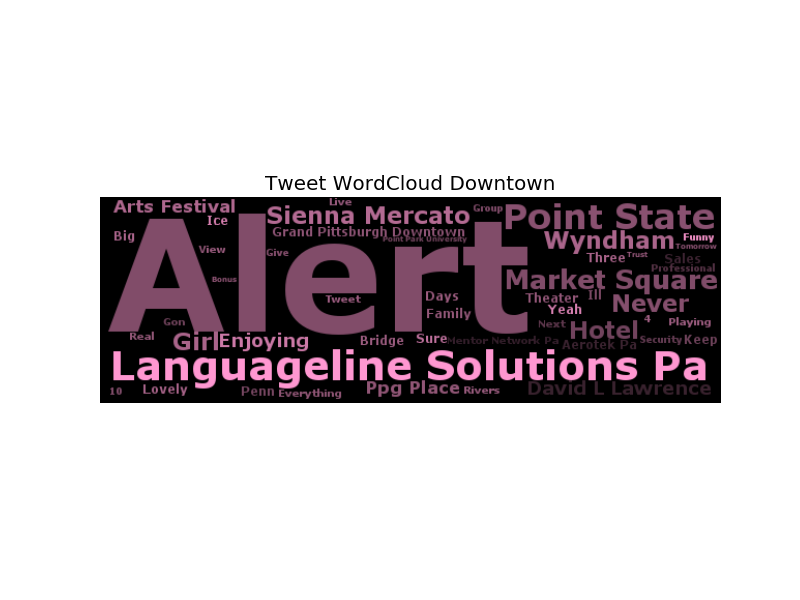 Tweet WordCloud Downtown
Live
Arts Festival
Sienna Mercato
Group
Point State
Ice
Big
Grand Pittsburgh Downtown
Point Park University
Wyndham
Funny
Tomorrow
View
Give
Alert
Three
Trust
Sales
Professional
Bonus
Market Square
Tweet
Days
Theater
Ill
Never
Family
Yeah
Gon
Next
Hotel
4
Playing
Real
Girl
Enjoying
Bridge
Sure
Mentor Network Pa
Aerotek Pa
Security
Keep
Languageline Solutions Pa
10
Lovely
Penn
Everything
Ppg Place
Rivers
David L Lawrence